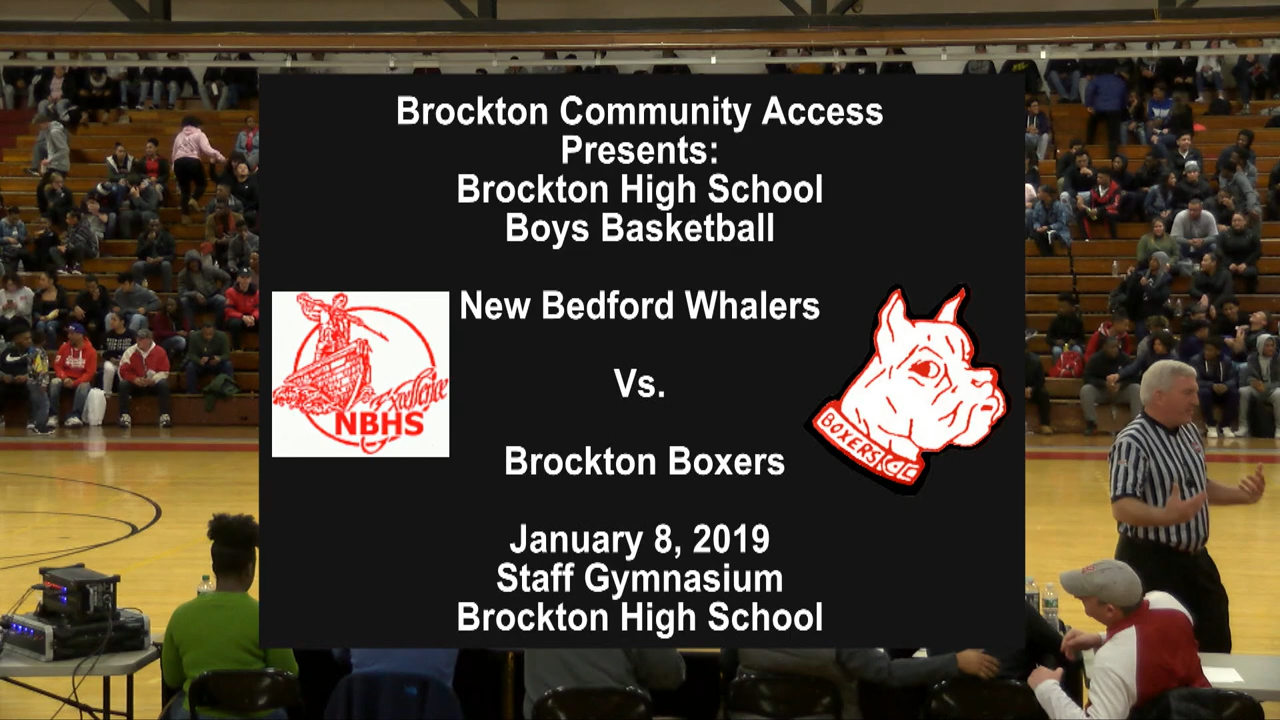 Brockton Community Access
Presents:
Brockton High School
Boys Basketball
New Bedford Whalers
Vs.
Brockton Boxers
January 8, 2019
Staff Gymnasium
Brockton High School
Excellence
NBHS
BOXERS